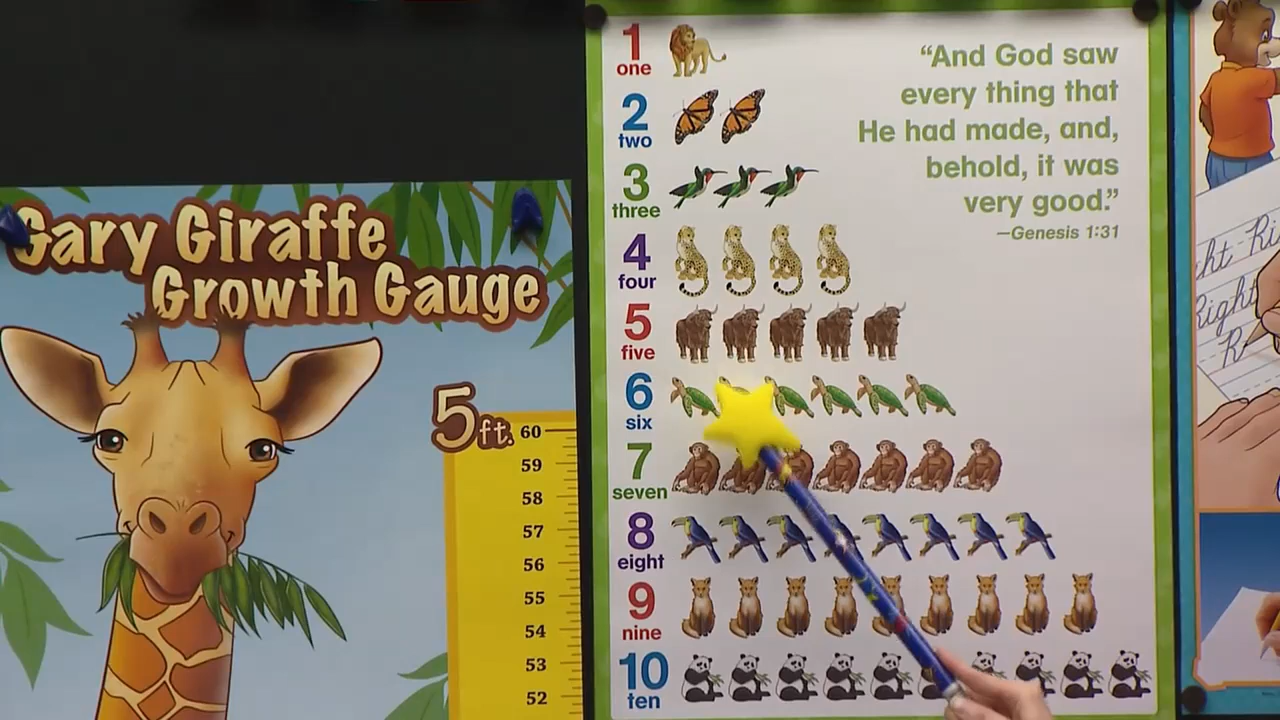 Gary Giraffe
Growth Gauge
5ft.
60
59
58
57
56
55
54
53
52
1
one
2
two
3
three
4
four
5
five
6
six
7
seven
8
eight
9
nine
10
ten
“And God saw
every thing that
He had made, and,
behold, it was
very good.”
—Genesis 1:31
Right